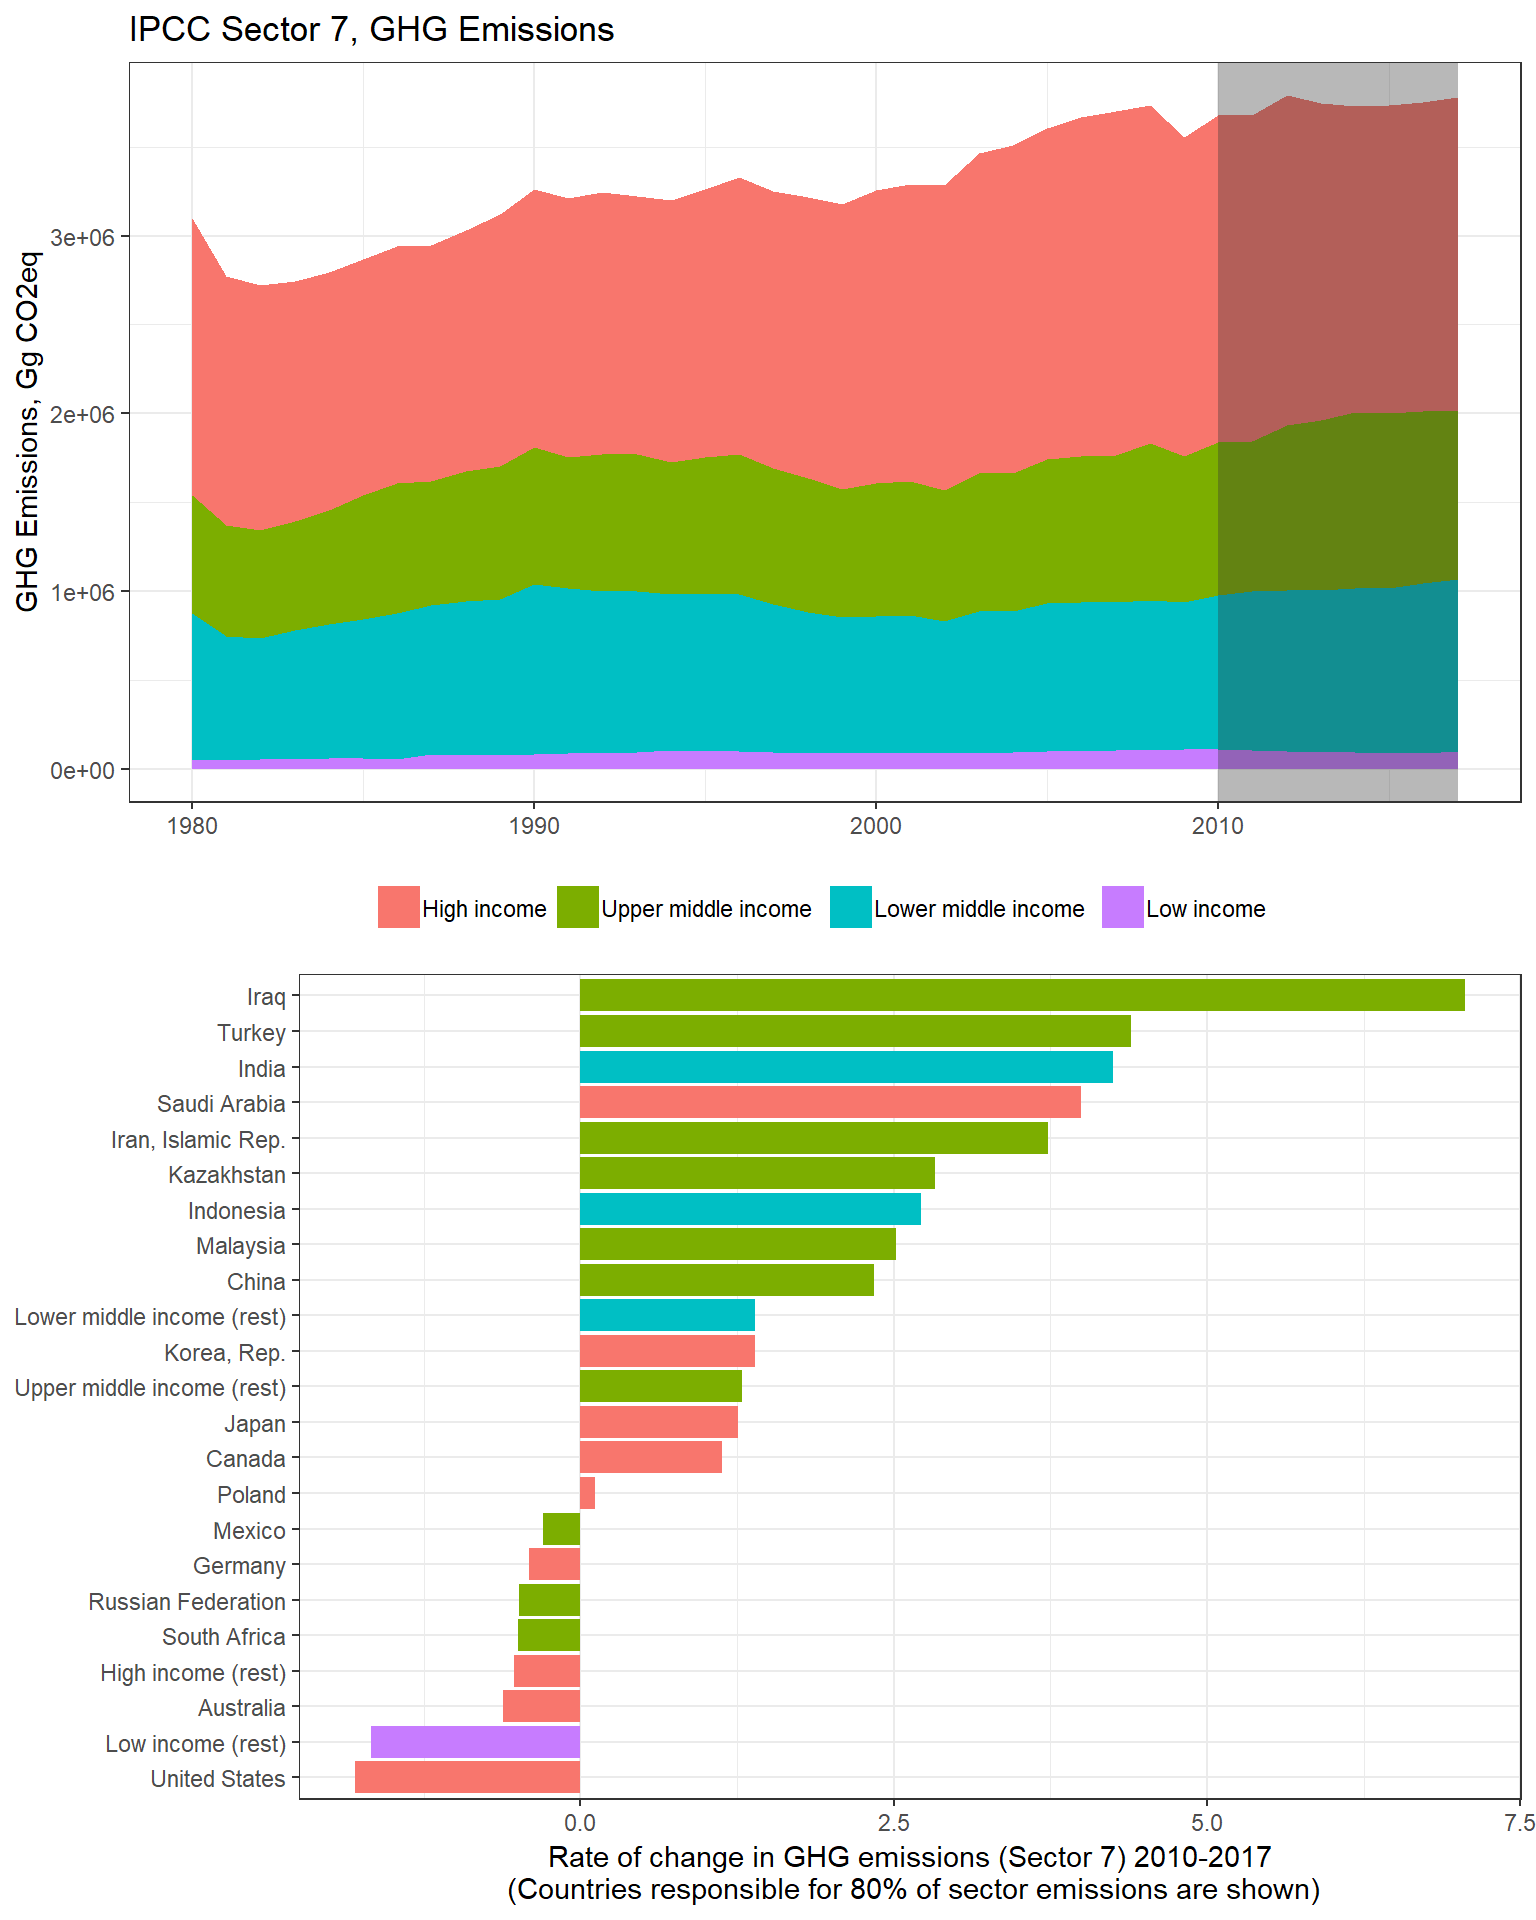 IPCC Sector 7, GHG Emissions
GHG Emissions, Gg CO2eq
3e+06
2e+06
1e+06
0e+00
1980 1990 2000 2010
High income Upper middle income Lower middle income Low income
Iraq
Turkey
India
Saudi Arabia
Iran, Islamic Rep.
Kazakhstan
Indonesia
Malaysia
China
Lower middle income (rest)
Korea, Rep.
Upper middle income (rest)
Japan
Canada
Poland
Mexico
Germany
Russian Federation
South Africa
High income (rest)
Australia
Low income (rest)
United States
0.0 2.5 5.0 7.5
Rate of change in GHG emissions (Sector 7) 2010-2017
(Countries responsible for 80% of sector emissions are shown)